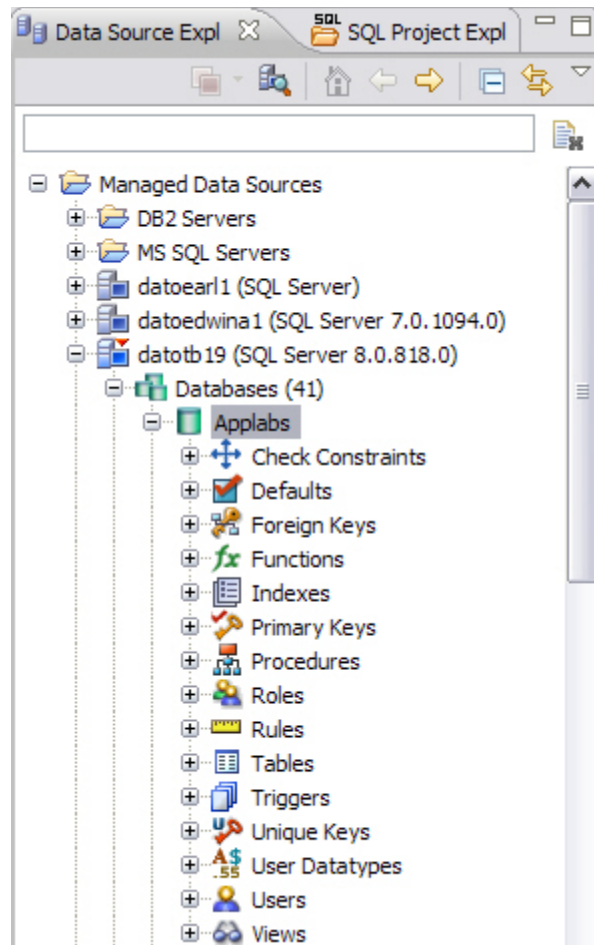 Data Source Expl SQL SQL Project Expl
Managed Data Sources
DB2 Servers
MS SQL Servers
datoearl1 (SQL Server)
datoedwina1 (SQL Server 7.0.1094.0)
datotb19 (SQL Server 8.0.818.0)
Databases (41)
Applabs
Check Constraints
Defaults
Foreign Keys
fx Functions
Indexes
Primary Keys
Procedures
Roles
Rules
Tables
Triggers
U Unique Keys
A$ .55 User Datatypes
Users
Views